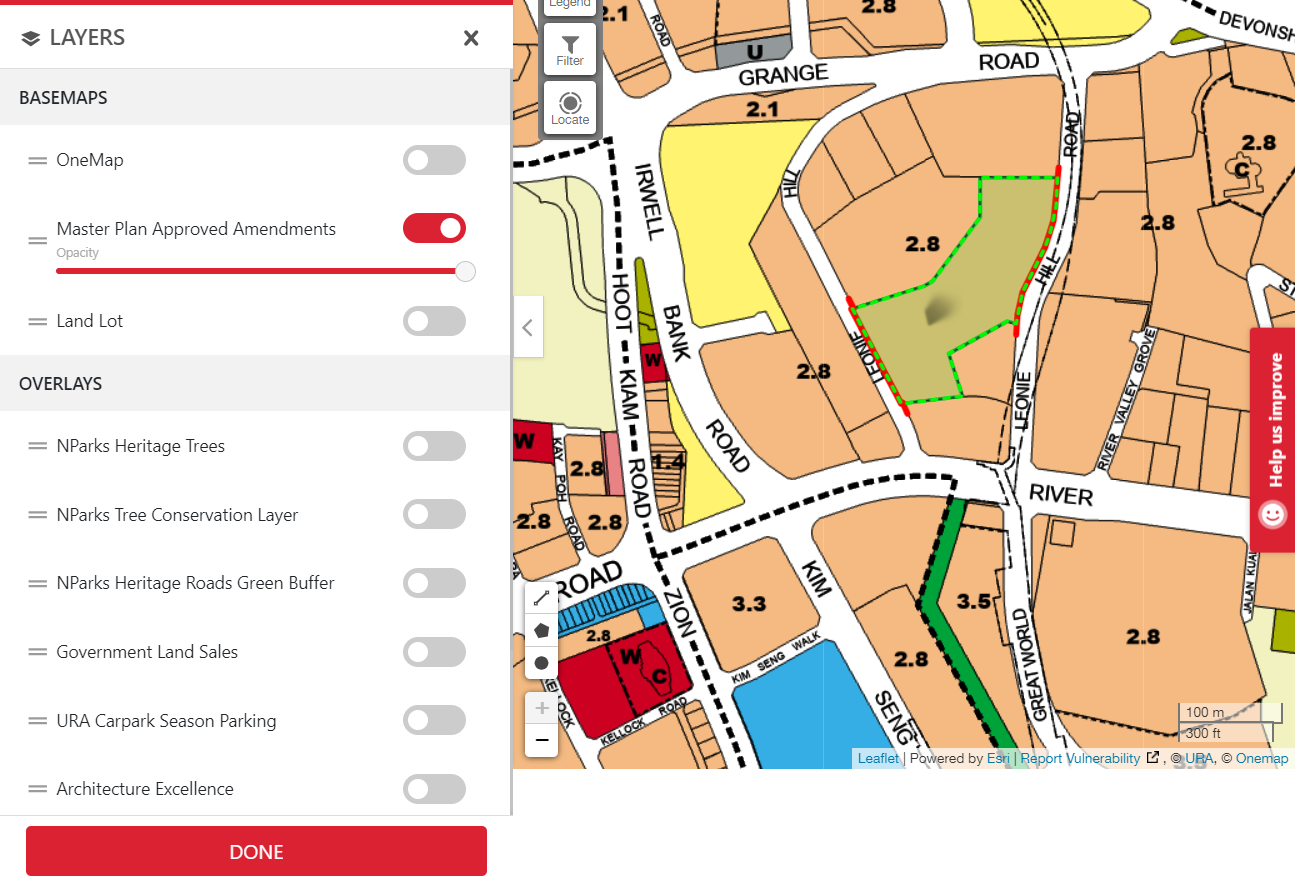 LAYERS
BASEMAPS
OneMap
Master Plan Approved Amendments
Opacity
Land Lot
OVERLAYS
NParks Heritage Trees
NParks Tree Conservation Layer
NParks Heritage Roads Green Buffer
Government Land Sales
URA Carpark Season Parking
Architecture Excellence
DONE
Legend
Filter
Locate
2.1
ROAD
2.8
DEVONSH
U
GRANGE
ROAD
2.1
ROAD
2.8
C
IRWELL
HILL
2.8
2.8
HILL
ST
HOOT
BANK
W
2.8
LEONIE
KIAM
LEONIE
RIVER VALLEY GROVE
Help us improve
W
KAY POH ROAD
2.8
1.4
ROAD
ROAD
RIVER
2.8
2.8
ROAD
KIM
ZION
3.3
3.5
JALAN KUA
2.8
W
C
KIM SENG WALK
2.8
GREAT WORLD
2.8
KELLOCK ROAD
SENG
+
−
100 m
300 ft
3.5
Leaflet | Powered by Esri | Report Vulnerability , © URA, © Onemap